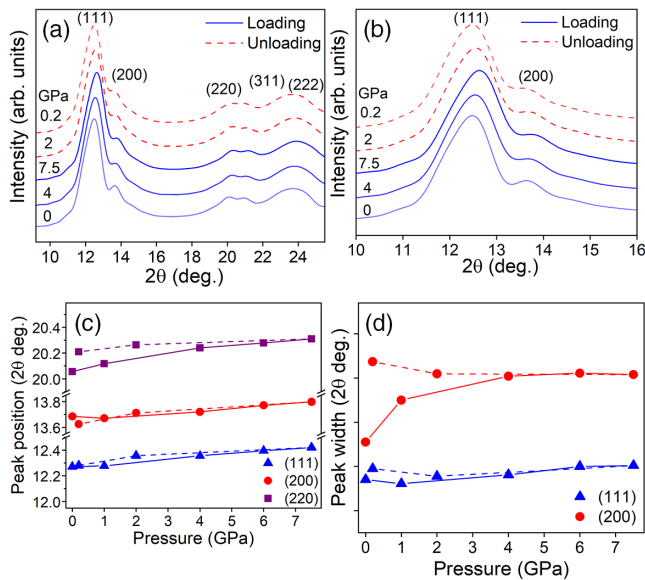 (a)
(111)
Loading
Unloading
(200)
(220)
(311)
(222)
GPa
0.2
2
7.5
4
0
Intensity (arb. units)
10 12 14 16 18 20 22 24
2θ (deg.)
(b)
(111)
Loading
Unloading
(200)
GPa
0.2
2
7.5
4
0
Intensity (arb. units)
10 11 12 13 14 15 16
2θ (deg.)
(c)
20.4
20.2
20.0
13.8
13.6
12.4
12.2
12.0
Peak position (2θ deg.)
(111)
(200)
(220)
0 1 2 3 4 5 6 7
Pressure (GPa)
(d)
Peak width (2θ deg.)
(111)
(200)
0 1 2 3 4 5 6 7
Pressure (GPa)